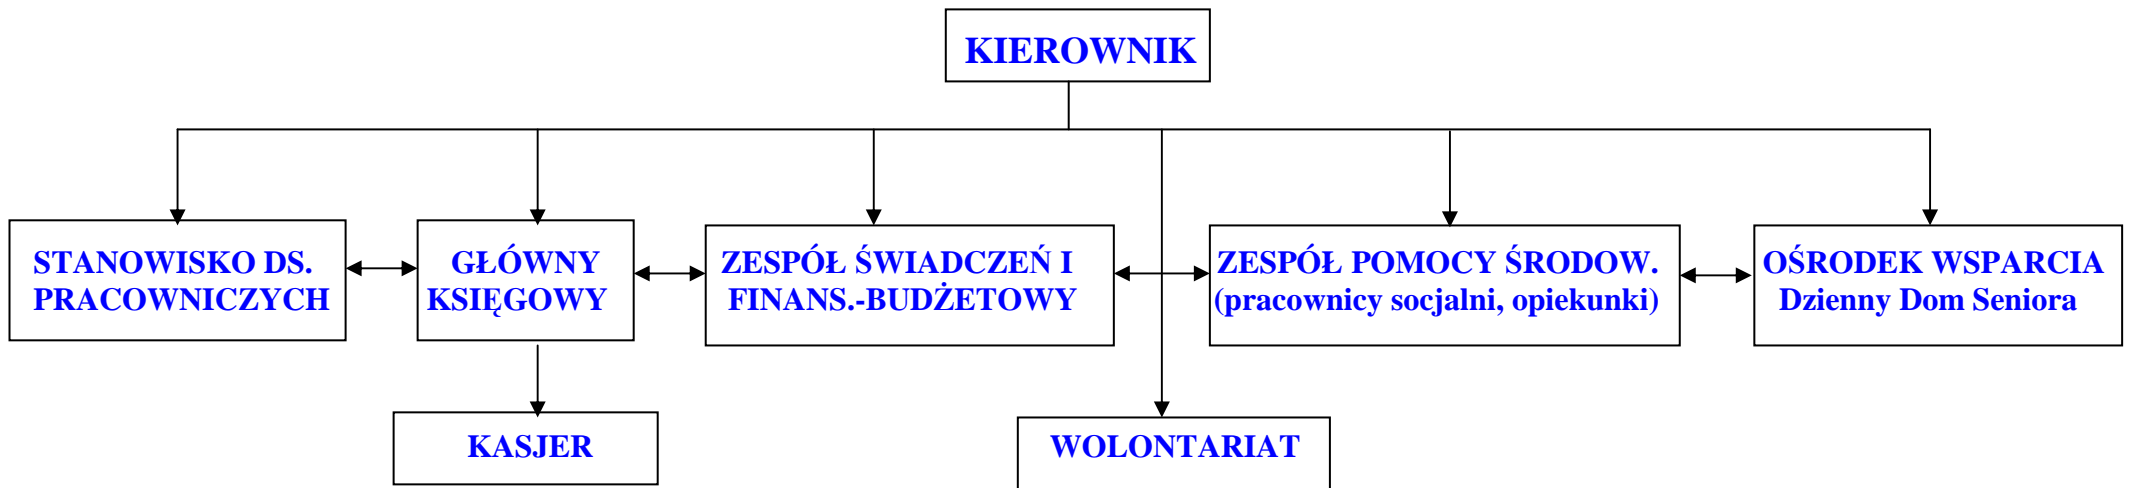 KIEROWNIK
STANOWISKO DS.
PRACOWNICZYCH
GŁÓWNY
KSIĘGOWY
ZESPÓŁ ŚWIADCZEŃ I
FINANS.-BUDŻETOWY
ZESPÓŁ POMOCY ŚRODOW.
(pracownicy socjalni, opiekunki)
OŚRODEK WSPARCIA
Dzienny Dom Seniora
KASJER
WOLONTARIAT